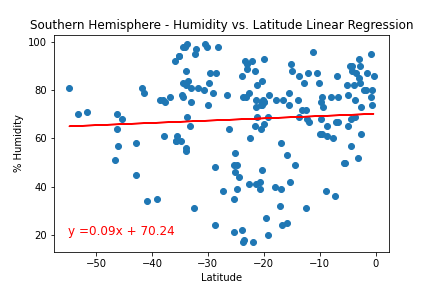 Southern Hemisphere - Humidity vs. Latitude Linear Regression
100
80
60
40
20
% Humidity
y =0.09x + 70.24
−50
−40
−30
−20
−10
0
Latitude